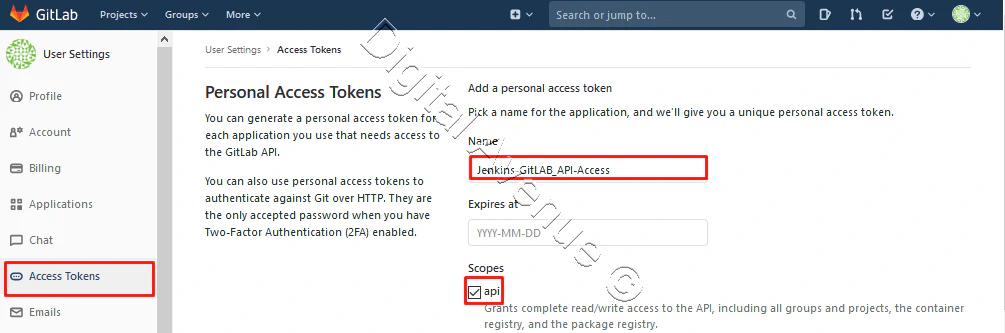 GitLab Projects Groups More Search or jump to...
User Settings
Profile
Account
Billing
Applications
Chat
Access Tokens
Emails
User Settings > Access Tokens
Personal Access Tokens
You can generate a personal access token for
each application you use that needs access to
the GitLab API.
You can also use personal access tokens to
authenticate against Git over HTTP. They are
the only accepted password when you have
Two-Factor Authentication (2FA) enabled.
Add a personal access token
Pick a name for the application, and we'll give you a unique personal access token.
Name
Jenkins_GitLAB_API-Access
Expires at
YYYY-MM-DD
Scopes
api
Grants complete read/write access to the API, including all groups and projects, the container
registry, and the package registry.
Digital Avenue ©